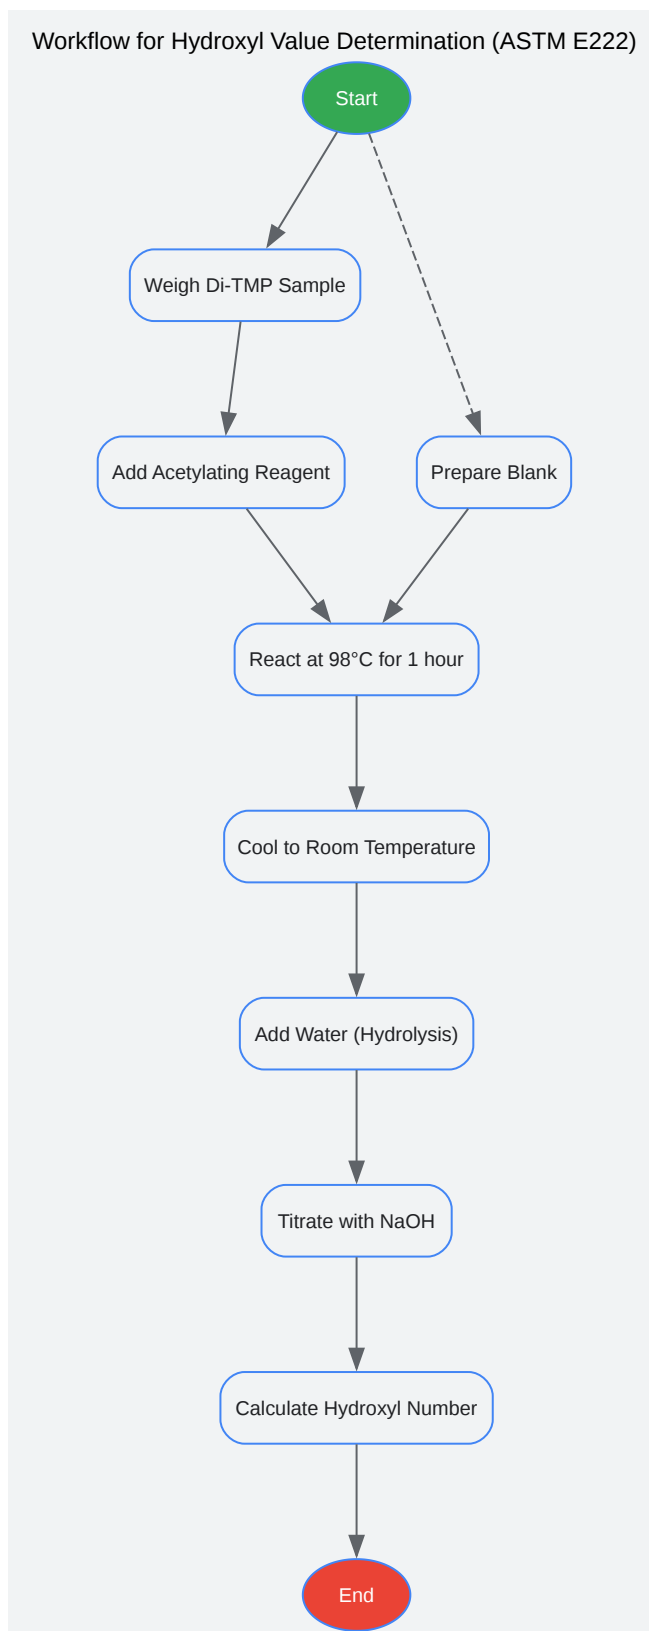 Workflow for Hydroxyl Value Determination (ASTM E222)
Start
Weigh Di-TMP Sample
Add Acetylating Reagent
Prepare Blank
React at 98°C for 1 hour
Cool to Room Temperature
Add Water (Hydrolysis)
Titrate with NaOH
Calculate Hydroxyl Number
End